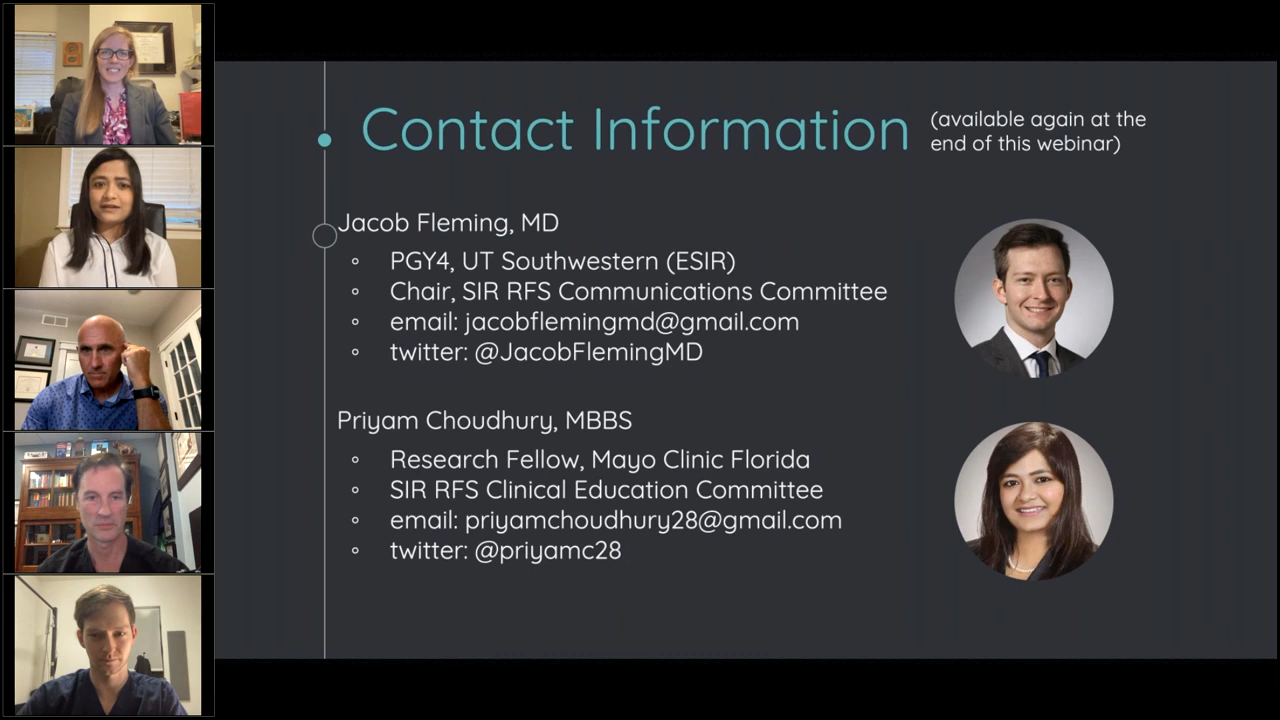 Contact Information
(available again at the
end of this webinar)
Jacob Fleming, MD
PGY4, UT Southwestern (ESIR)
Chair, SIR RFS Communications Committee
email: jacobflemingmd@gmail.com
twitter: @JacobFlemingMD
Priyam Choudhury, MBBS
Research Fellow, Mayo Clinic Florida
SIR RFS Clinical Education Committee
email: priyamchoudhury28@gmail.com
twitter: @priyamc28